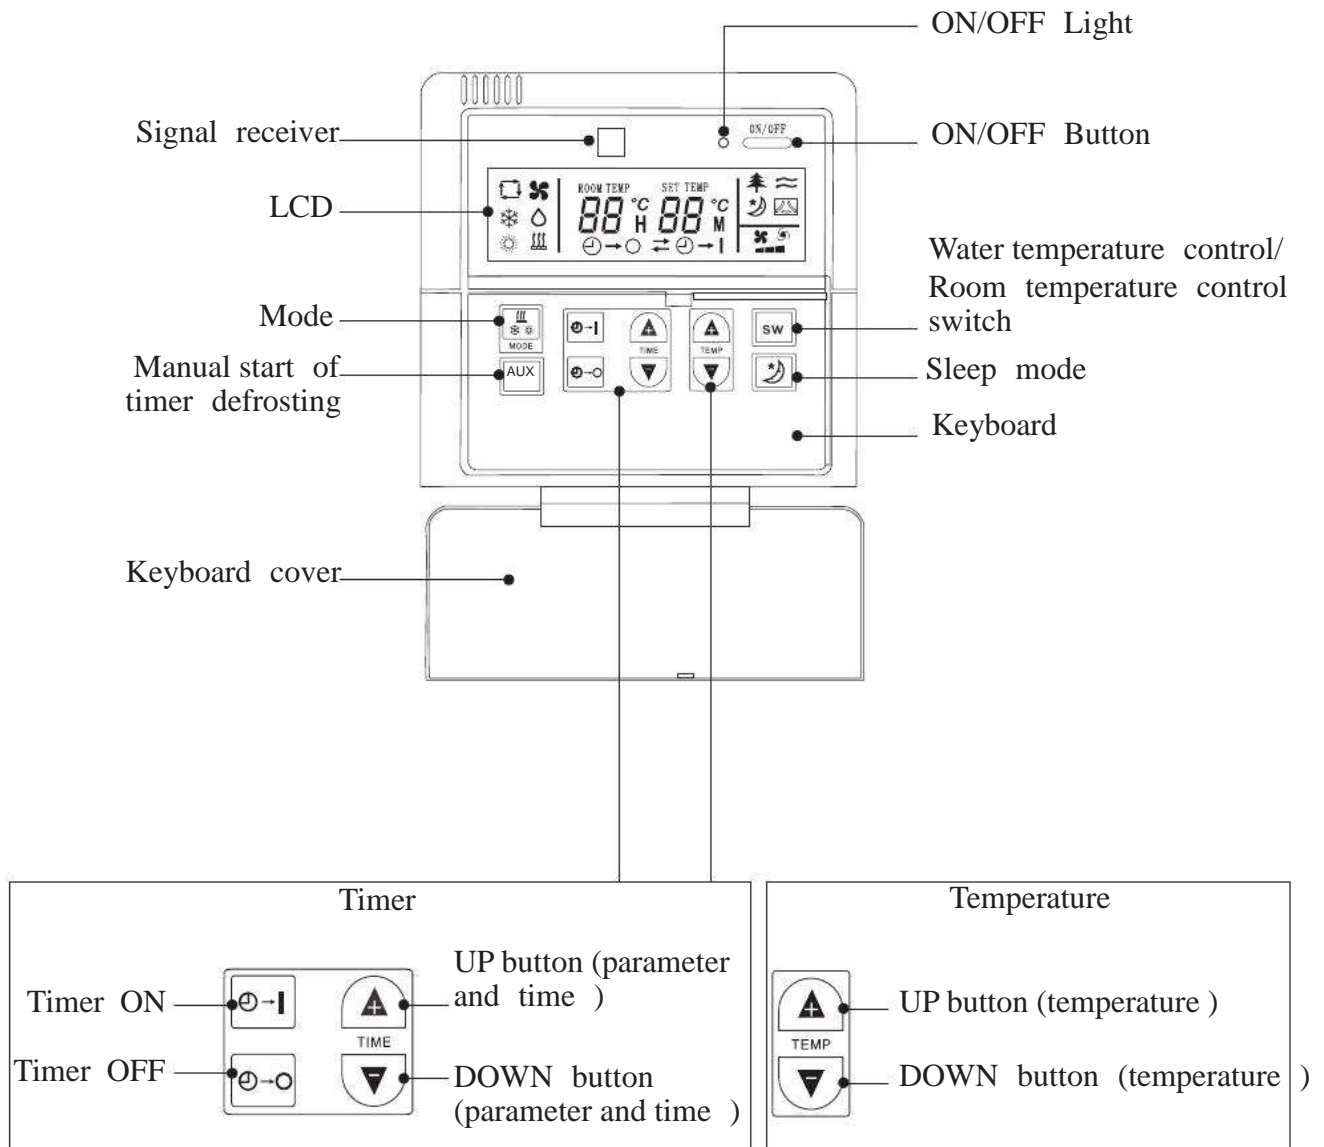 ON/OFF Light
Signal receiver
ON/OFF
ON/OFF Button
LCD
ROOM TEMP SET TEMP
88 °C H 88 °C M
Water temperature control/
Room temperature control
switch
Mode
MODE
TIME
TEMP
SW
Manual start of
timer defrosting
AUX
Sleep mode
Keyboard
Keyboard cover
Timer
Timer ON
UP button (parameter
and time )
TIME
Timer OFF
DOWN button
(parameter and time )
Temperature
UP button (temperature )
TEMP
DOWN button (temperature )